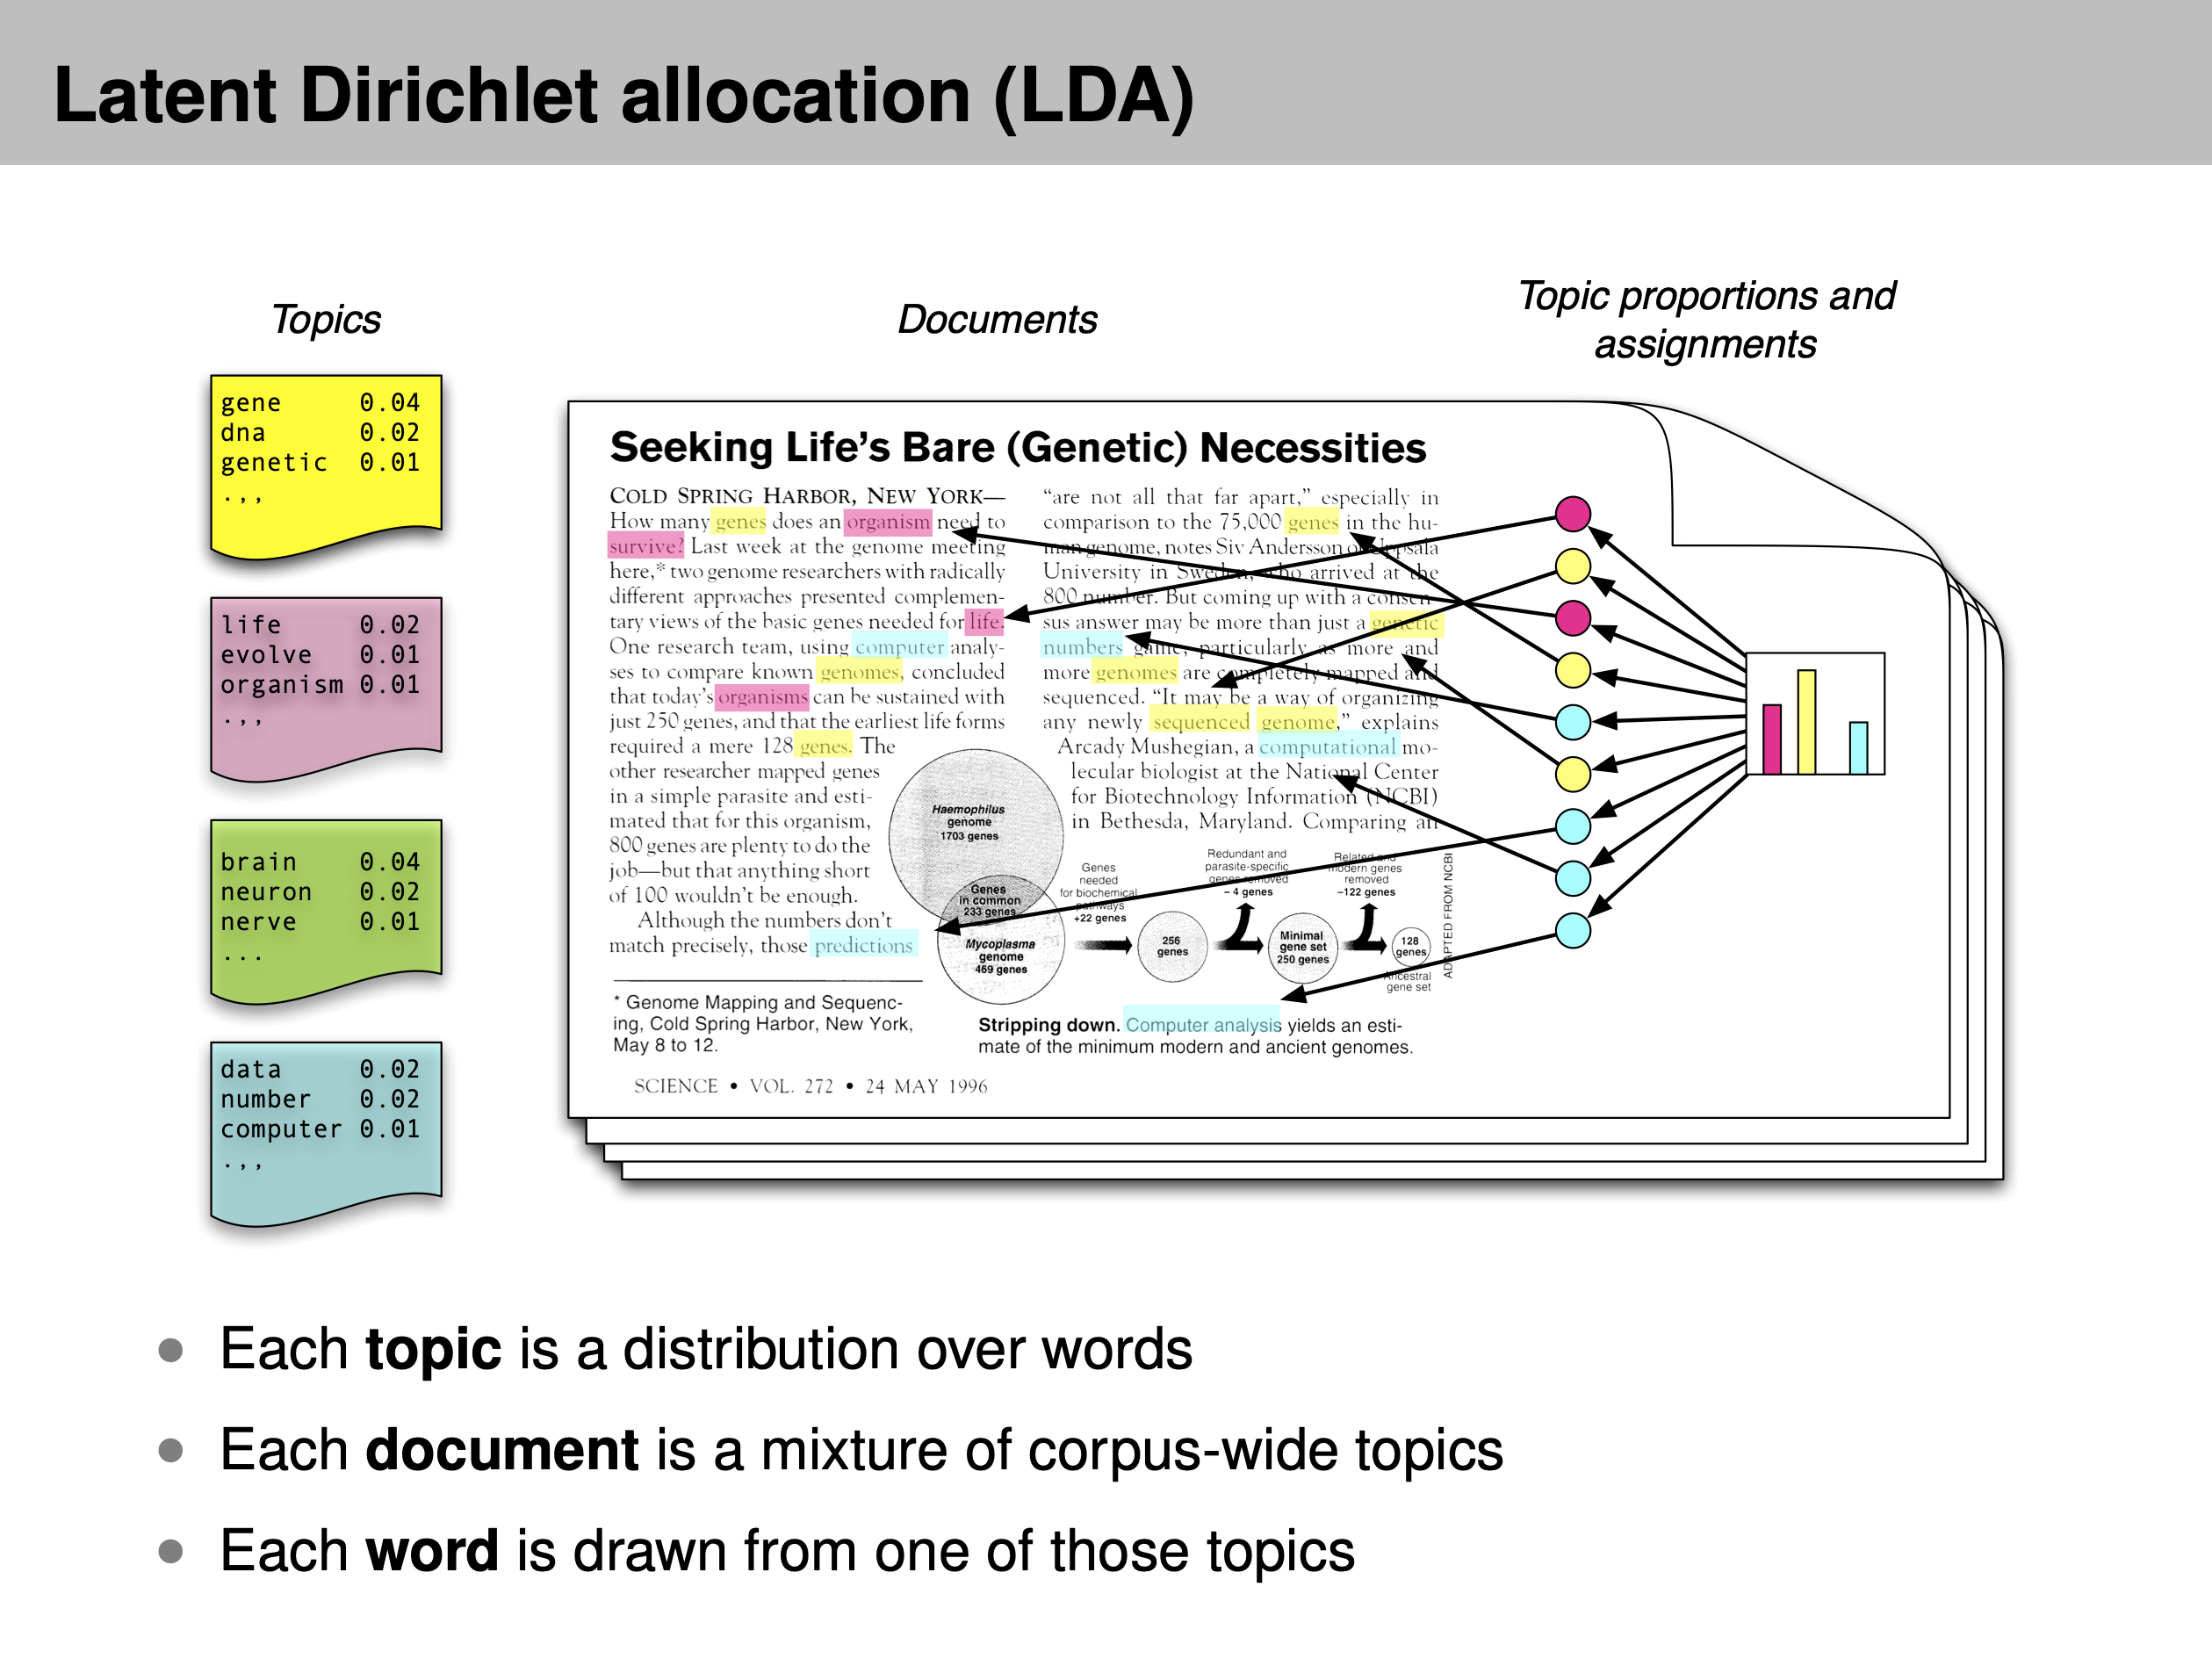 Latent Dirichlet allocation (LDA)
Topics
Documents
Topic proportions and
assignments
gene 0.04
dna 0.02
genetic 0.01
.,,
life 0.02
evolve 0.01
organism 0.01
.,,
brain 0.04
neuron 0.02
nerve 0.01
...
data 0.02
number 0.02
computer 0.01
.,,
Seeking Life's Bare (Genetic) Necessities
COLD SPRING HARBOR, NEW YORK—
How many genes does an organism need to
survive? Last week at the genome meeting
here,* two genome researchers with radically
different approaches presented complemen-
tary views of the basic genes needed for life.
One research team, using computer analy-
ses to compare known genomes, concluded
that today's organisms can be sustained with
just 250 genes, and that the earliest life forms
required a mere 128 genes. The
other researcher mapped genes
in a simple parasite and esti-
mated that for this organism,
800 genes are plenty to do the
job—but that anything short
of 100 wouldn't be enough.
Although the numbers don't
match precisely, those predictions
* Genome Mapping and Sequenc-
ing, Cold Spring Harbor, New York,
May 8 to 12.
"are not all that far apart," especially in
comparison to the 75,000 genes in the hu-
man genome, notes Siv Andersson of Uppsala
University in Sweden, who arrived at the
800 number. But coming up with a consen-
sus answer may be more than just a genetic
numbers game, particularly as more and
more genomes are completely mapped and
sequenced. "It may be a way of organizing
any newly sequenced genome," explains
Arcady Mushegian, a computational mo-
lecular biologist at the National Center
for Biotechnology Information (NCBI)
in Bethesda, Maryland. Comparing an
Haemophilus
genome
1703 genes
Genes
in common
233 genes
Mycoplasma
genome
469 genes
Genes
needed
for biochemical
pathways
+22 genes
256
genes
Redundant and
parasite-specific
genes removed
– 4 genes
Minimal
gene set
250 genes
Related and
modern genes
removed
–122 genes
128
genes
Ancestral
gene set
ADAPTED FROM NCBI
Stripping down. Computer analysis yields an esti-
mate of the minimum modern and ancient genomes.
SCIENCE • VOL. 272 • 24 MAY 1996
• Each topic is a distribution over words
• Each document is a mixture of corpus-wide topics
• Each word is drawn from one of those topics